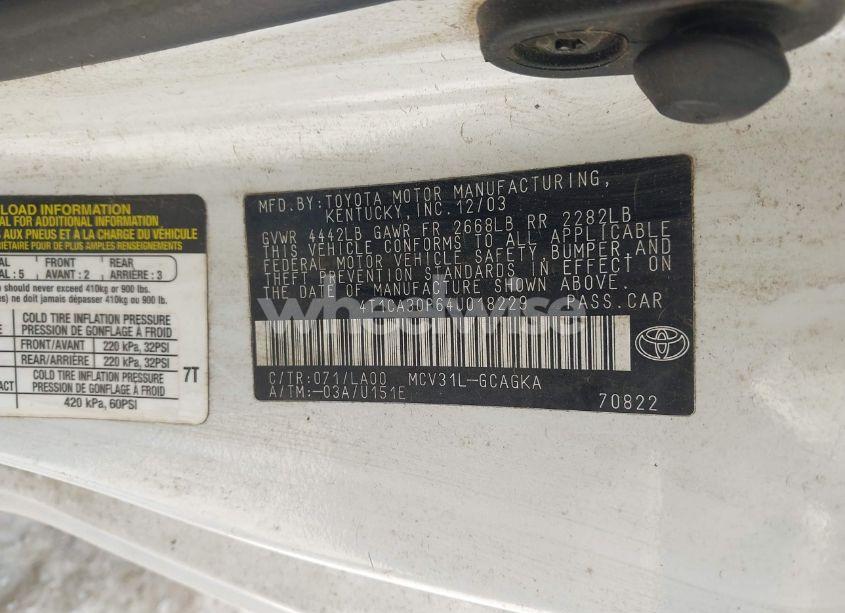 LOAD INFORMATION
AL FOR ADDITIONAL INFORMATION
AUX PNEUS ET À LA CHARGE DU VÉHICULE
PRIÉTAIRE POUR DE PLUS AMPLES RENSEIGNEMENTS
FRONT REAR
AL : 5 AVANT : 2 ARRIÈRE : 3
should never exceed 410kg or 900 lbs.
ne doit jamais dépasser 410kg ou 900 lb.
COLD TIRE INFLATION PRESSURE
PRESSION DE GONFLAGE À FROID
FRONT/AVANT 220 kPa, 32PSI
REAR/ARRIÈRE 220 kPa, 32PSI
COLD TIRE INFLATION PRESSURE
PRESSION DE GONFLAGE À FROID
420 kPa, 60PSI
7T
MFD.BY:TOYOTA MOTOR MANUFACTURING,
KENTUCKY, INC. 12/03
GVWR 4442LB GAWR FR 2668LB RR 2282LB
THIS VEHICLE CONFORMS TO ALL APPLICABLE
FEDERAL MOTOR VEHICLE SAFETY,BUMPER,AND
THEFT PREVENTION STANDARDS IN EFFECT ON
THE DATE OF MANUFACTURE SHOWN ABOVE.
4T1CA30P64U018229 PASS.CAR
wheelwise
C/TR:071/LA00 MCV31L-GCAGKA
A/TM:-03A/U151E
70822